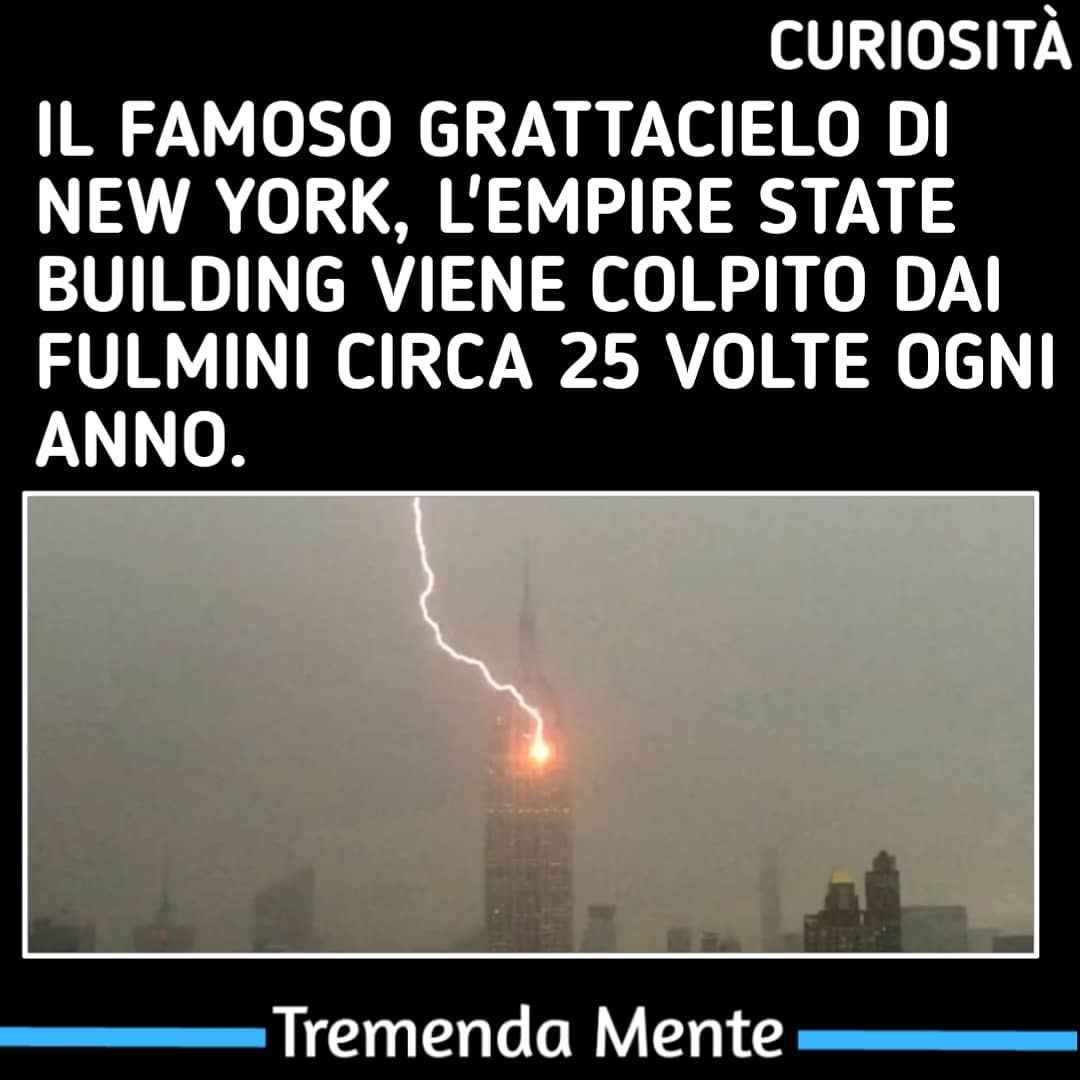 CURIOSITÀ
IL FAMOSO GRATTACIELO DI
NEW YORK, L'EMPIRE STATE
BUILDING VIENE COLPITO DAI
FULMINI CIRCA 25 VOLTE OGNI
ANNO.
Tremenda Mente